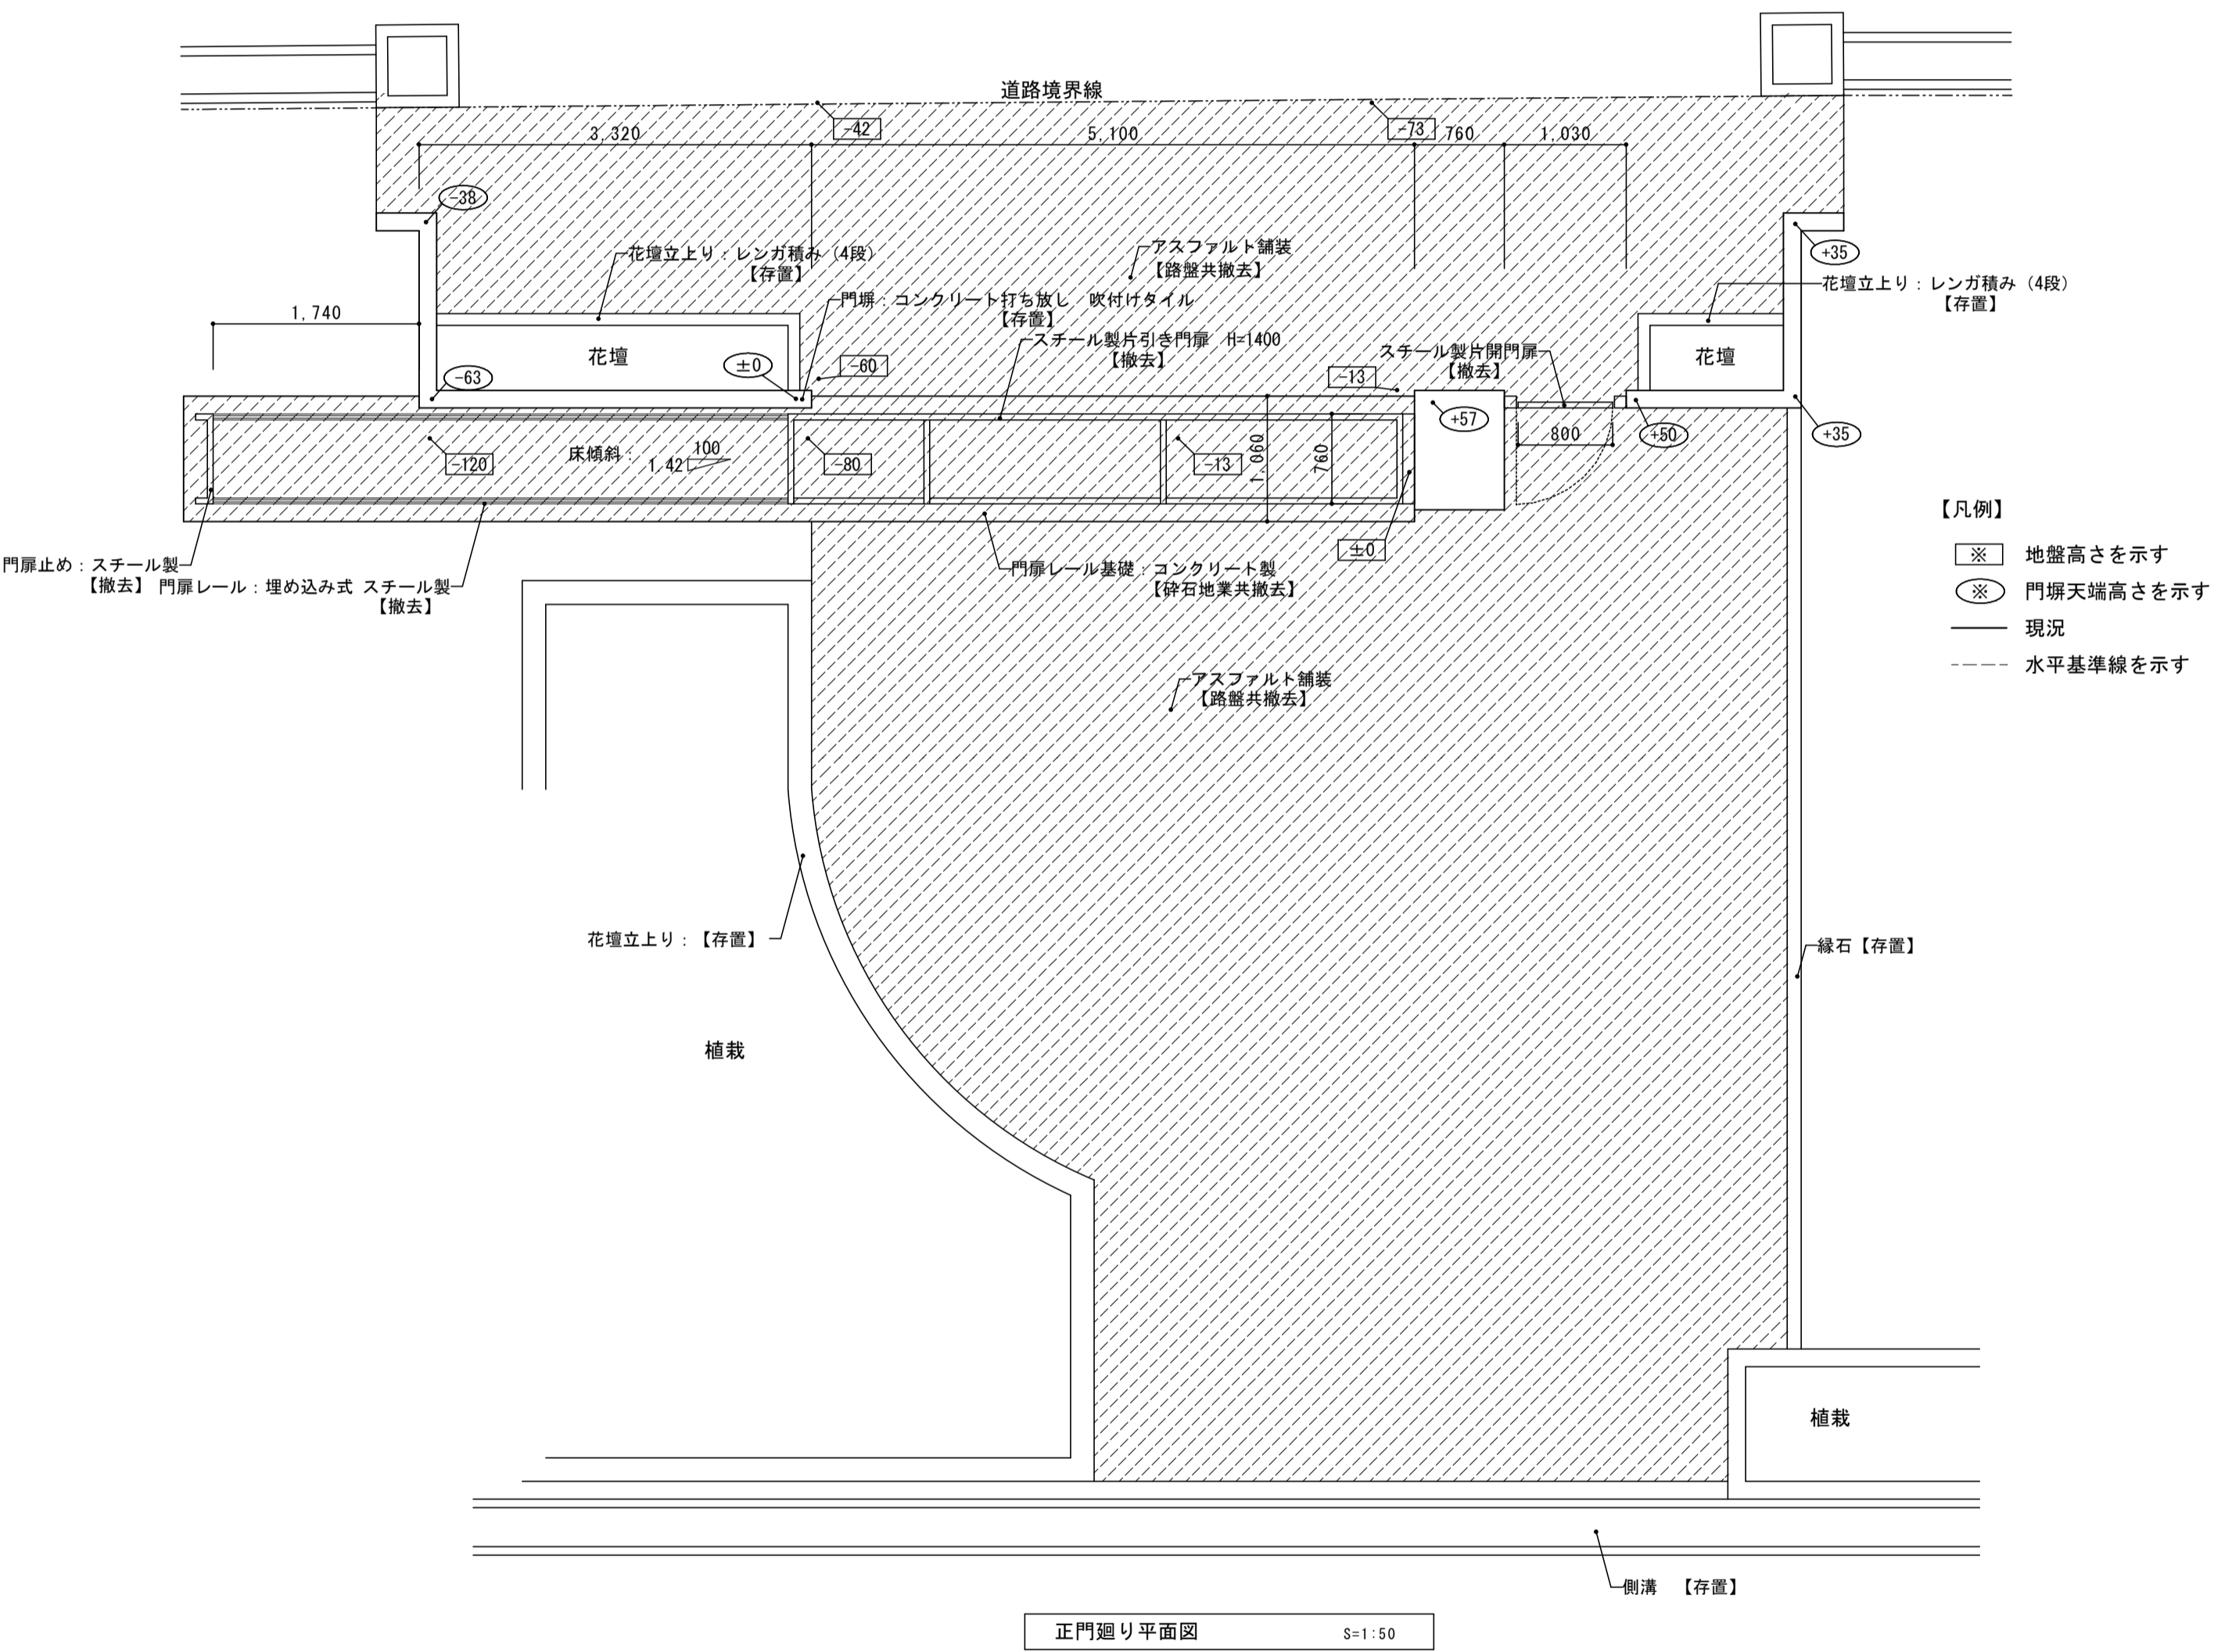 道路境界線
-42
-73
3,320
5,100
760
1,030
-38
花壇立上り：レンガ積み（4段）
【存置】
アスファルト舗装
【路盤共撤去】
+35
花壇立上り：レンガ積み（4段）
【存置】
門塀：コンクリート打ち放し　吹付けタイル
【存置】
1,740
スチール製片引き門扉　H=1400
【撤去】
スチール製片開門扉
【撤去】
花壇
±0
-60
-13
花壇
-63
+57
+50
+35
800
床傾斜：
100
1.42
-120
-80
-13
1,060
760
±0
【凡例】
※　地盤高さを示す
※　門塀天端高さを示す
現況
水平基準線を示す
門扉止め：スチール製
【撤去】
門扉レール：埋め込み式 スチール製
【撤去】
門扉レール基礎：コンクリート製
【砕石地業共撤去】
アスファルト舗装
【路盤共撤去】
花壇立上り：【存置】
縁石【存置】
植栽
植栽
側溝　【存置】
正門廻り平面図　S=1:50